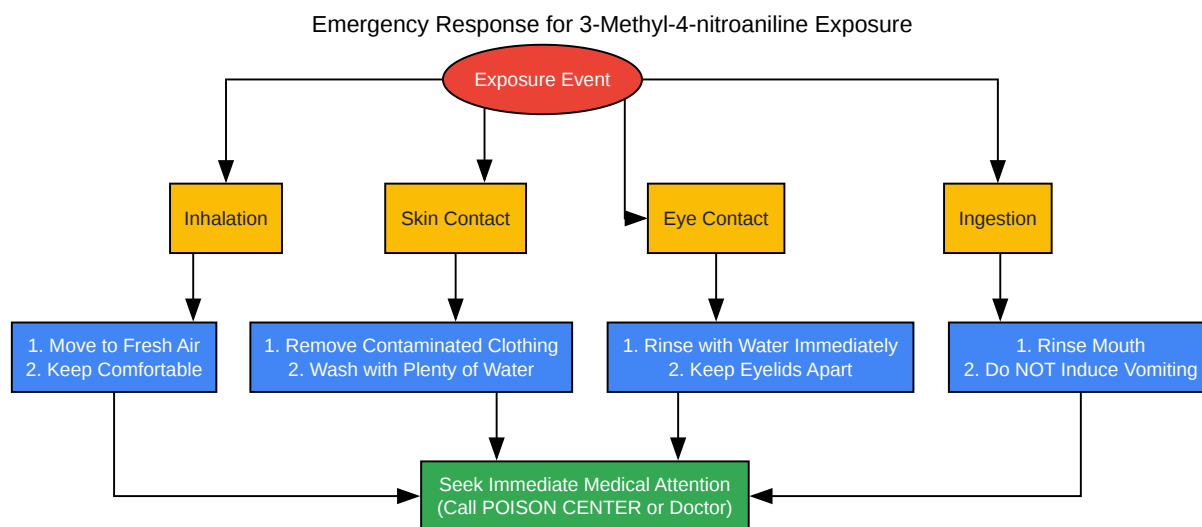 Emergency Response for 3-Methyl-4-nitroaniline Exposure
Exposure Event
Inhalation
Skin Contact
Eye Contact
Ingestion
1. Move to Fresh Air
2. Keep Comfortable
1. Remove Contaminated Clothing
2. Wash with Plenty of Water
1. Rinse with Water Immediately
2. Keep Eyelids Apart
1. Rinse Mouth
2. Do NOT Induce Vomiting
Seek Immediate Medical Attention
(Call POISON CENTER or Doctor)